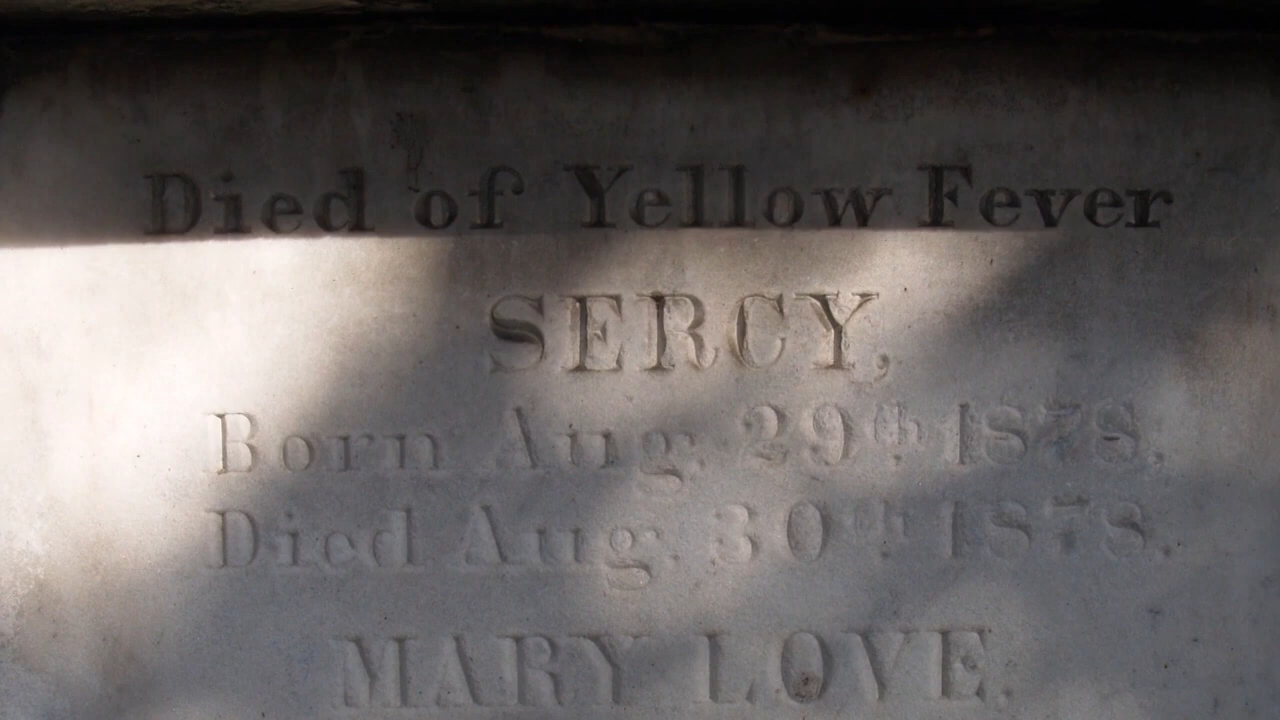 Died of Yellow Fever
SERCY,
Born Aug. 29th 1878,
Died Aug. 30th 1878.
MARY LOVE.